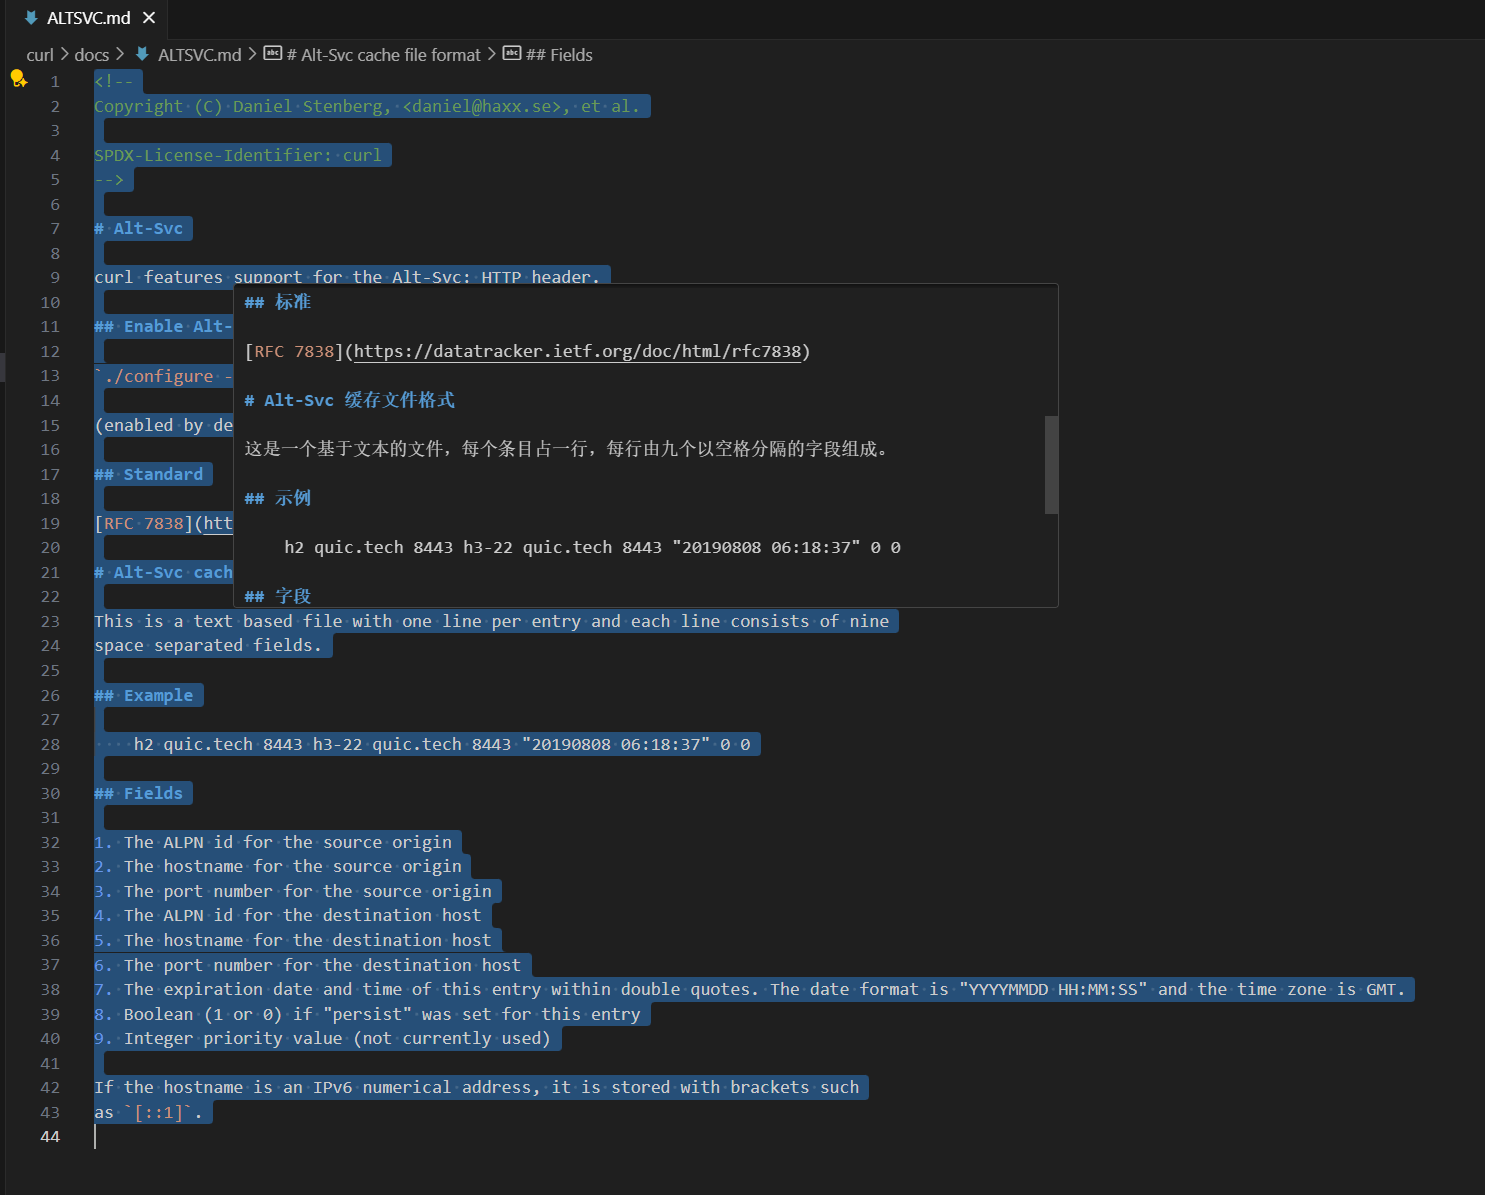 ALTSVC.md
curl > docs > ALTSVC.md > # Alt-Svc cache file format > ## Fields
1 <!--
2 Copyright (C) Daniel Stenberg, <daniel@haxx.se>, et al.
3
4 SPDX-License-Identifier: curl
5 -->
6
7 # Alt-Svc
8
9 curl features support for the Alt-Svc: HTTP header.
10
11 ## Enable Alt-
12
13 `./configure -
14
15 (enabled by de
16
17 ## Standard
18
19 [RFC 7838](htt
20
21 # Alt-Svc cach
22
## 标准
[RFC 7838](https://datatracker.ietf.org/doc/html/rfc7838)
# Alt-Svc 缓存文件格式
这是一个基于文本的文件，每个条目占一行，每行由九个以空格分隔的字段组成。
## 示例
h2 quic.tech 8443 h3-22 quic.tech 8443 "20190808 06:18:37" 0 0
## 字段
23 This is a text based file with one line per entry and each line consists of nine
24 space separated fields.
25
26 ## Example
27
28 h2 quic.tech 8443 h3-22 quic.tech 8443 "20190808 06:18:37" 0 0
29
30 ## Fields
31
32 1. The ALPN id for the source origin
33 2. The hostname for the source origin
34 3. The port number for the source origin
35 4. The ALPN id for the destination host
36 5. The hostname for the destination host
37 6. The port number for the destination host
38 7. The expiration date and time of this entry within double quotes. The date format is "YYYYMMDD HH:MM:SS" and the time zone is GMT.
39 8. Boolean (1 or 0) if "persist" was set for this entry
40 9. Integer priority value (not currently used)
41
42 If the hostname is an IPv6 numerical address, it is stored with brackets such
43 as `[::1]`.
44